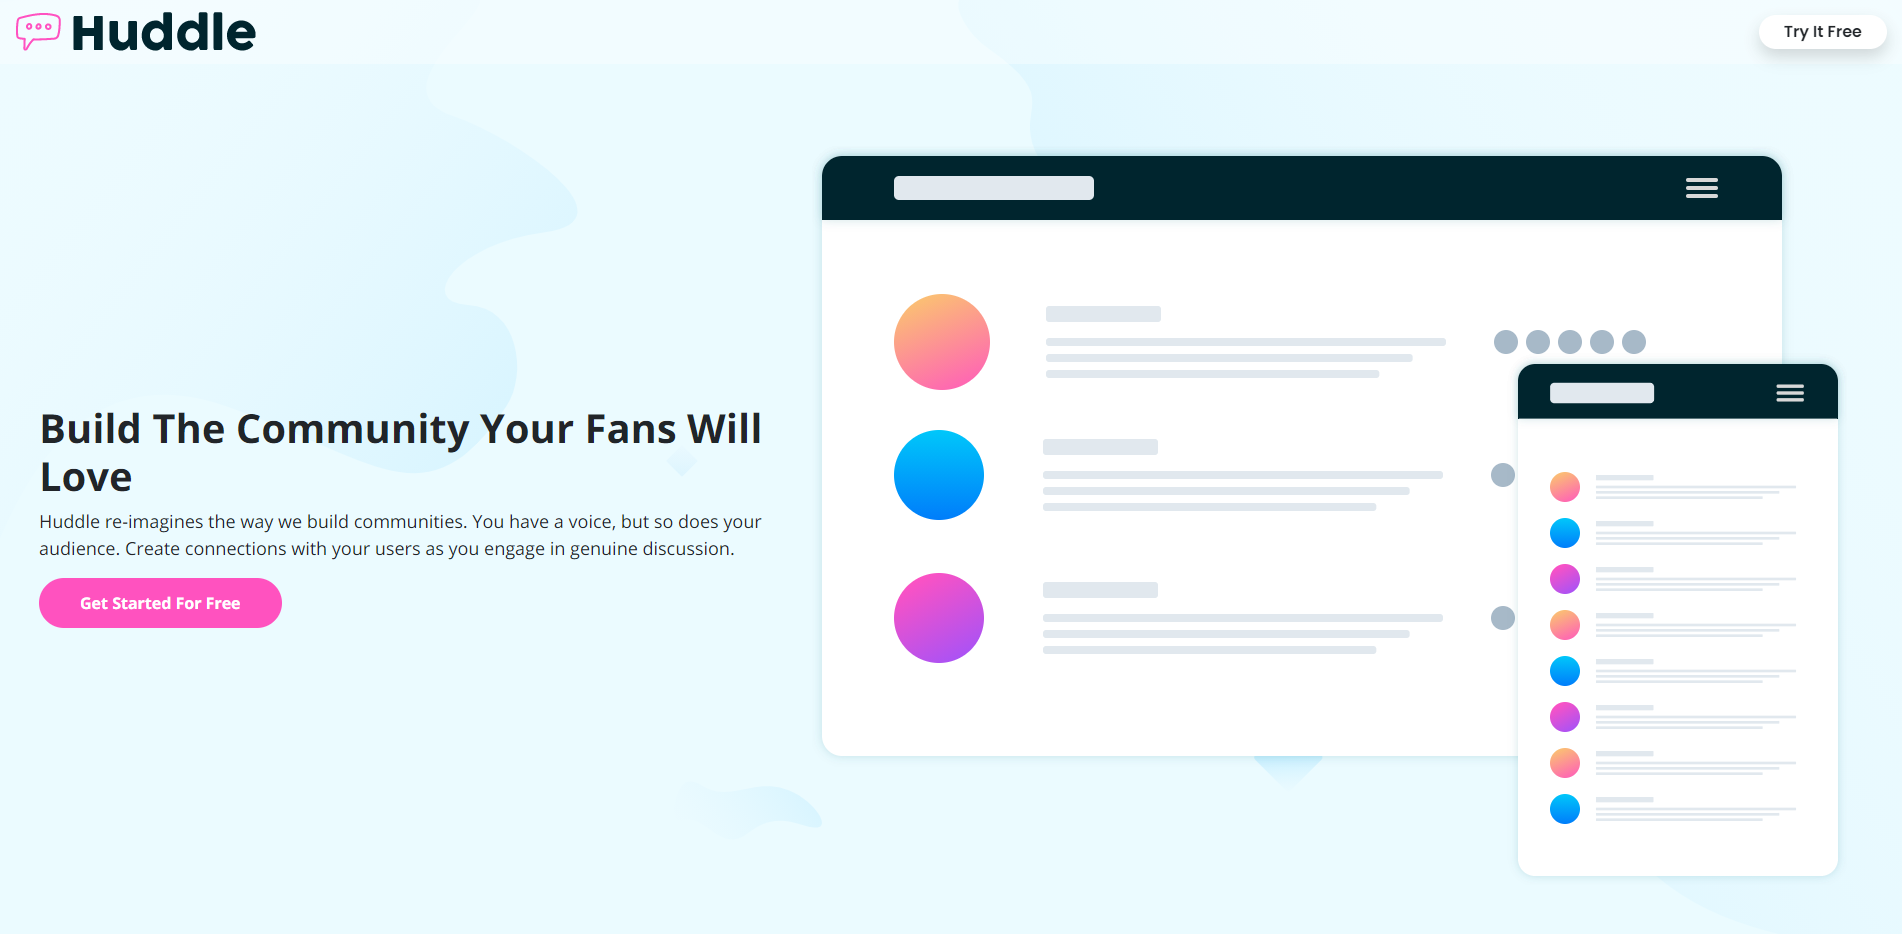 Huddle
Try It Free
Build The Community Your Fans Will
Love
Huddle re-imagines the way we build communities. You have a voice, but so does your
audience. Create connections with your users as you engage in genuine discussion.
Get Started For Free